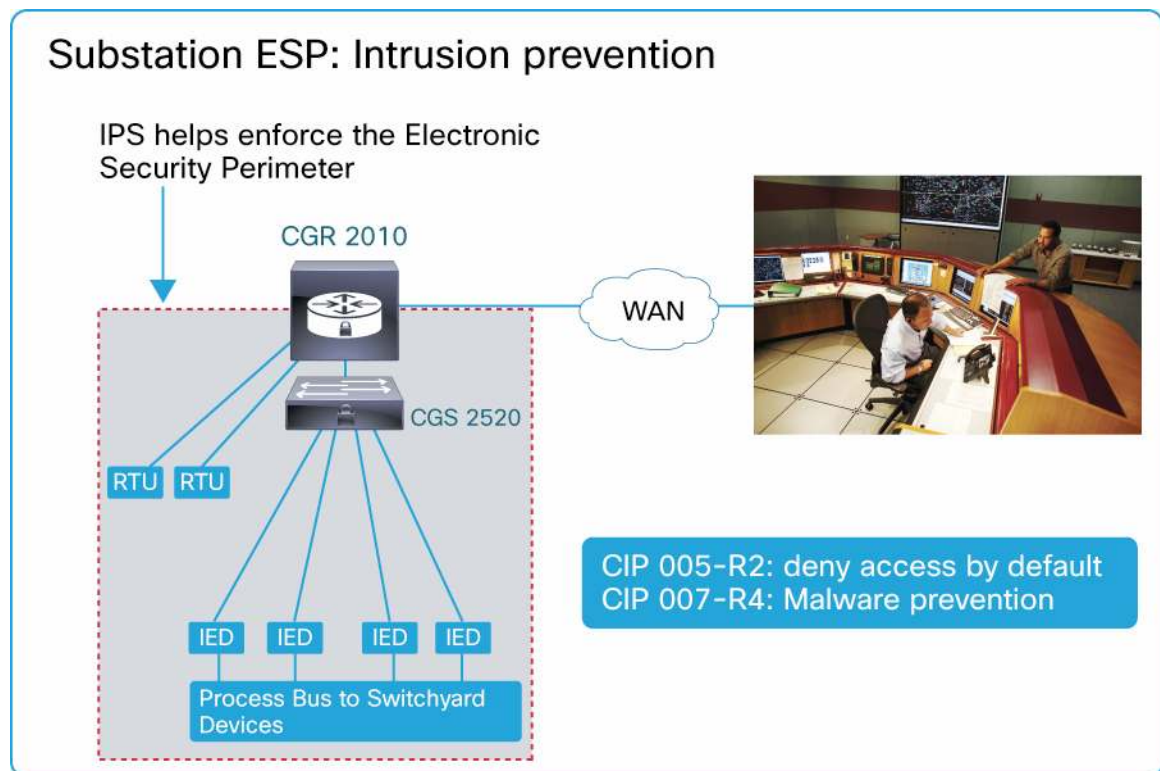 Substation ESP: Intrusion prevention
IPS helps enforce the Electronic
Security Perimeter
CGR 2010
WAN
CGS 2520
RTU
RTU
CIP 005-R2: deny access by default
CIP 007-R4: Malware prevention
IED
IED
IED
IED
Process Bus to Switchyard
Devices